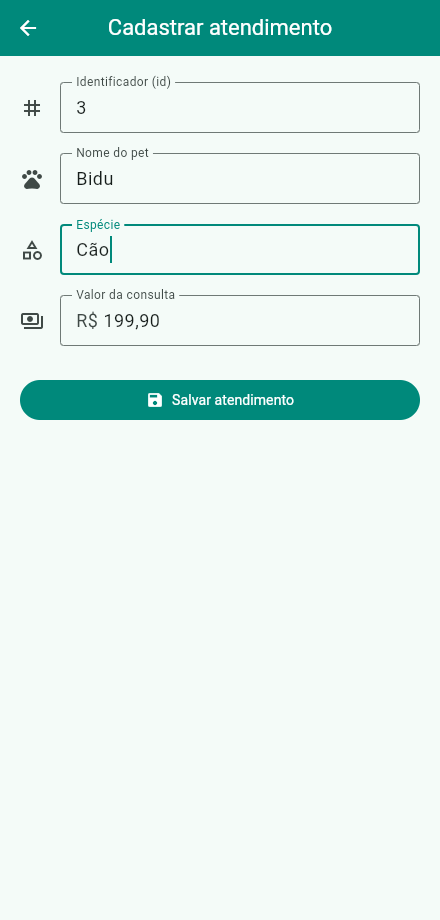 Cadastrar atendimento
Identificador (id)
3
Nome do pet
Bidu
Espécie
Cão
Valor da consulta
R$ 199,90
Salvar atendimento